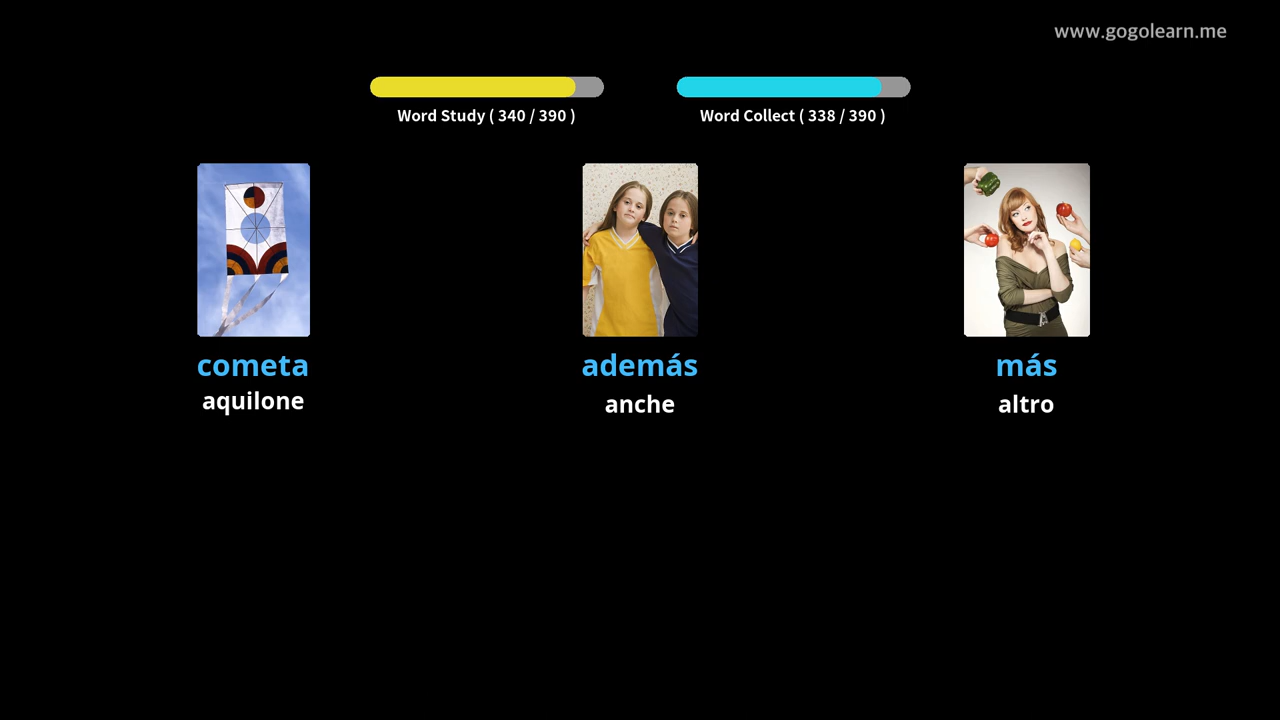 www.gogolearn.me
Word Study ( 340 / 390 )
Word Collect ( 338 / 390 )
cometa
aquilone
además
anche
más
altro